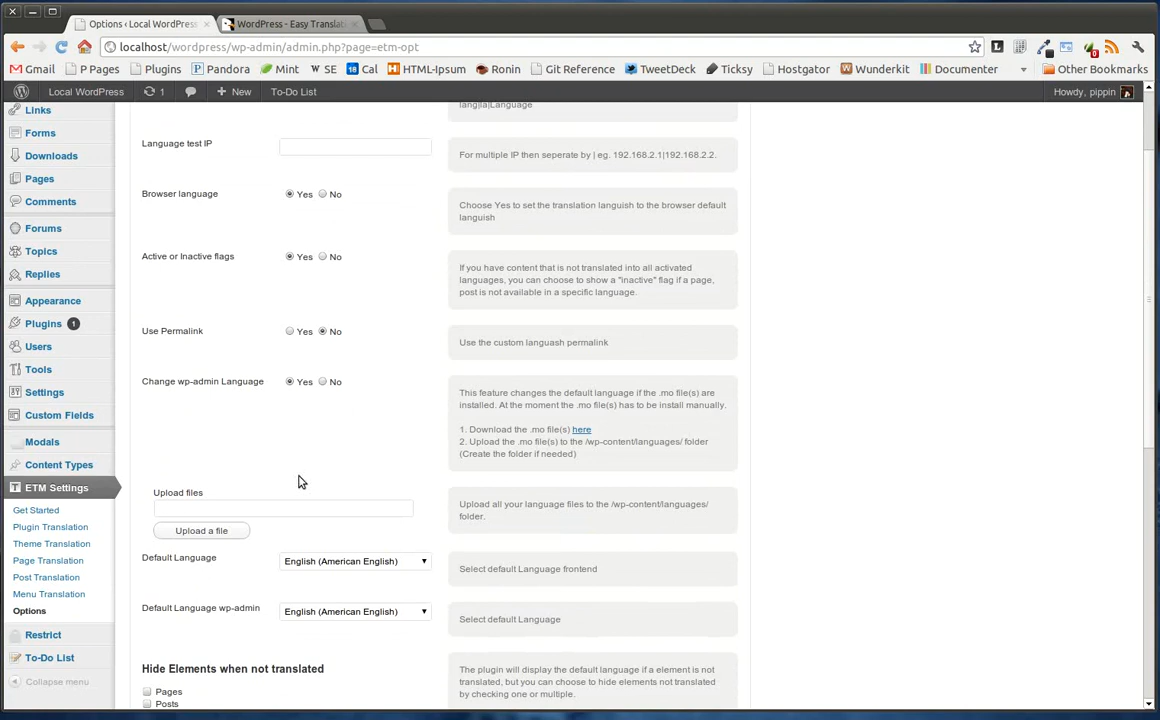 Options ‹ Local WordPress
WordPress - Easy Translati
localhost/wordpress/wp-admin/admin.php?page=etm-opt
Gmail P Pages Plugins Pandora Mint W SE Cal HTML-Ipsum Ronin Git Reference TweetDeck Ticksy Hostgator Wunderkit Documenter Other Bookmarks
Local WordPress 1 New To-Do List Howdy, pippin
Links
Forms
Downloads
Pages
Comments
Forums
Topics
Replies
Appearance
Plugins 1
Users
Tools
Settings
Custom Fields
Modals
Content Types
ETM Settings
Get Started
Plugin Translation
Theme Translation
Page Translation
Post Translation
Menu Translation
Options
Restrict
To-Do List
Collapse menu
lang|la|Language
Language test IP
For multiple IP then seperate by | eg. 192.168.2.1|192.168.2.2.
Browser language
Yes No
Choose Yes to set the translation languish to the browser default
languish
Active or Inactive flags
Yes No
If you have content that is not translated into all activated
languages, you can choose to show a "inactive" flag if a page,
post is not available in a specific language.
Use Permalink
Yes No
Use the custom languash permalink
Change wp-admin Language
Yes No
This feature changes the default language if the .mo file(s) are
installed. At the moment the .mo file(s) has to be install manually.
1. Download the .mo file(s) here
2. Upload the .mo file(s) to the /wp-content/languages/ folder
(Create the folder if needed)
Upload files
Upload a file
Upload all your language files to the /wp-content/languages/
folder.
Default Language
English (American English)
Select default Language frontend
Default Language wp-admin
English (American English)
Select default Language
Hide Elements when not translated
Pages
Posts
The plugin will display the default language if a element is not
translated, but you can choose to hide elements not translated
by checking one or multiple.